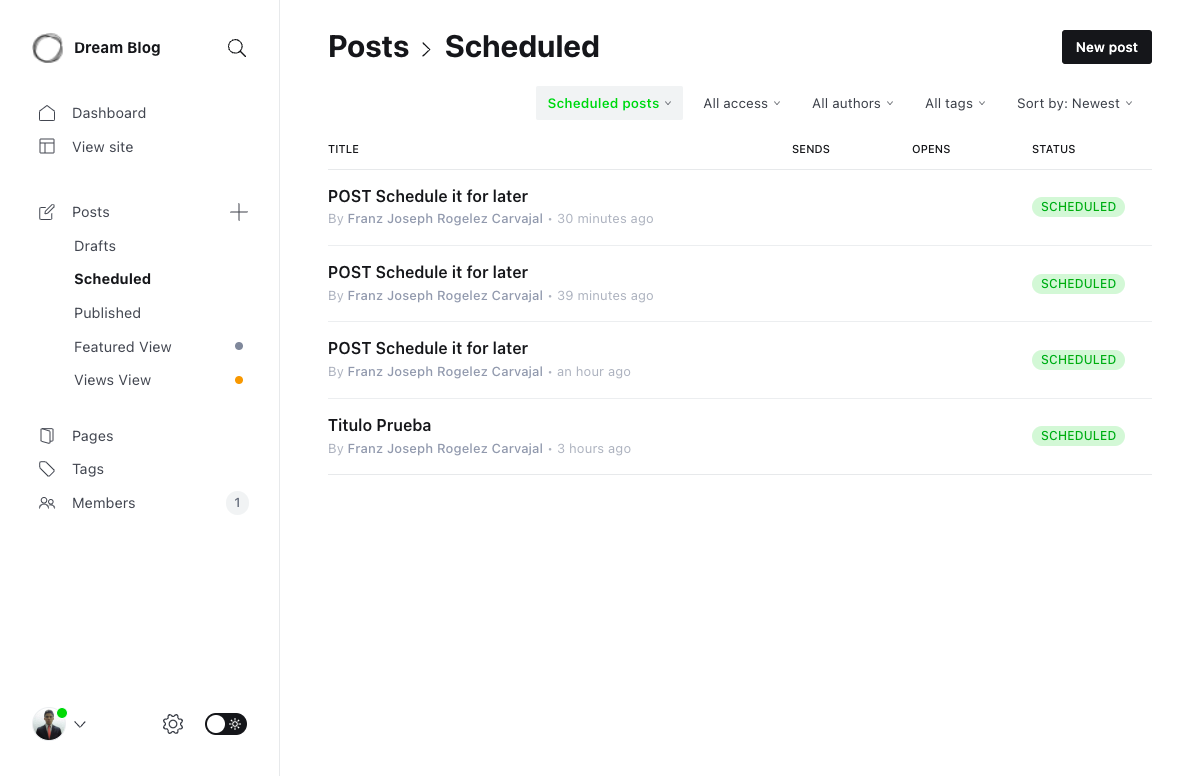 Dream Blog
Dashboard
View site
Posts
Drafts
Scheduled
Published
Featured View
Views View
Pages
Tags
Members
1
Posts > Scheduled
New post
Scheduled posts
All access
All authors
All tags
Sort by: Newest
TITLE SENDS OPENS STATUS
POST Schedule it for later
By Franz Joseph Rogelez Carvajal • 30 minutes ago
SCHEDULED
POST Schedule it for later
By Franz Joseph Rogelez Carvajal • 39 minutes ago
SCHEDULED
POST Schedule it for later
By Franz Joseph Rogelez Carvajal • an hour ago
SCHEDULED
Titulo Prueba
By Franz Joseph Rogelez Carvajal • 3 hours ago
SCHEDULED